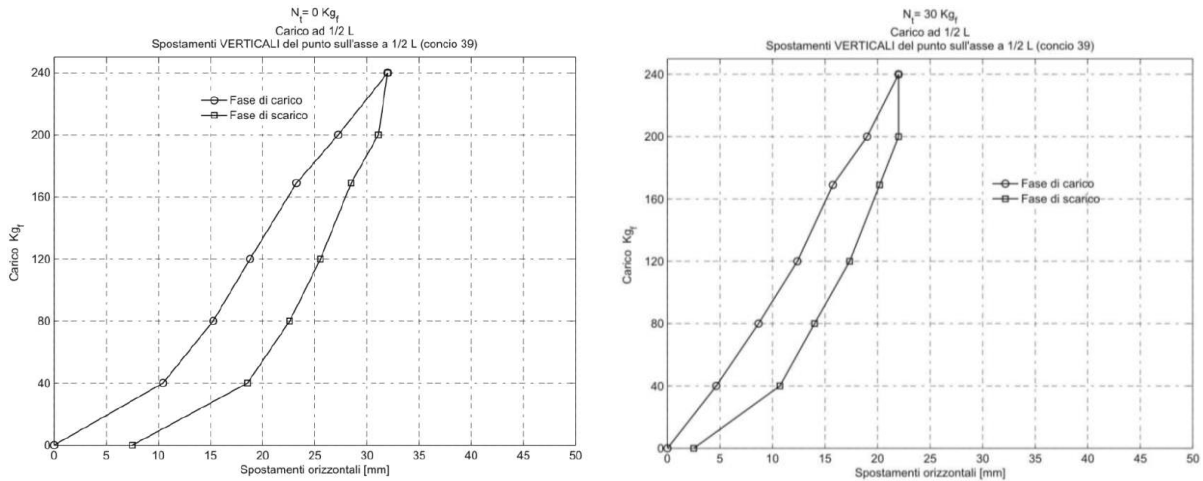 N_t= 0 Kg_f
Carico ad 1/2 L
Spostamenti VERTICALI del punto sull'asse a 1/2 L (concio 39)
240
200
160
120
80
40
0
Carico Kg_f
Fase di carico
Fase di scarico
0 5 10 15 20 25 30 35 40 45 50
Spostamenti orizzontali [mm]
N_t= 30 Kg_f
Carico ad 1/2 L
Spostamenti VERTICALI del punto sull'asse a 1/2 L (concio 39)
240
200
160
120
80
40
0
Carico Kg_f
Fase di carico
Fase di scarico
0 5 10 15 20 25 30 35 40 45 50
Spostamenti orizzontali [mm]